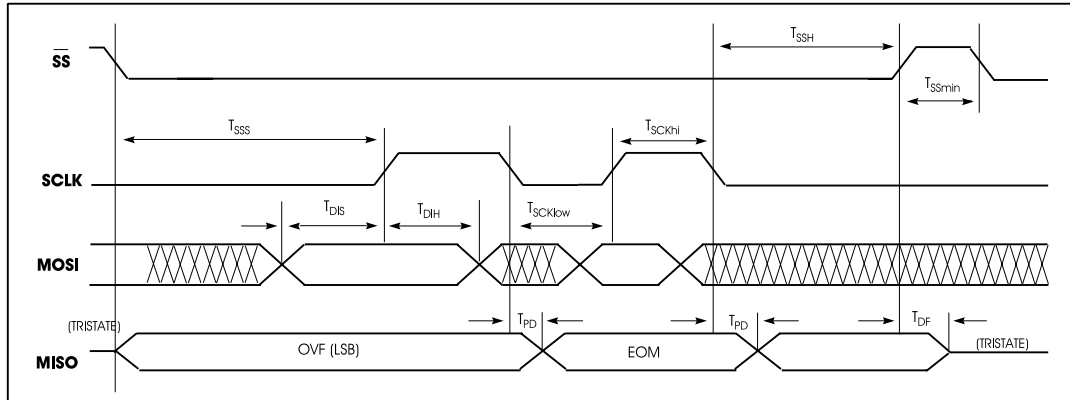 T_SSH
SS
T_SSmin
T_SSS
T_SCKhi
SCLK
T_DIS
T_DIH
T_SCKlow
MOSI
(TRISTATE)
T_PD
T_PD
T_DF
OVF (LSB)
EOM
(TRISTATE)
MISO